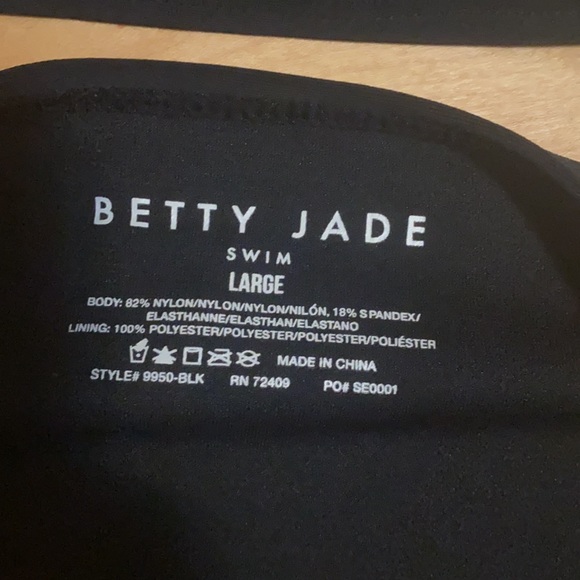 BETTY JADE
SWIM
LARGE
BODY: 82% NYLON/NYLON/NYLON/NILÓN, 18% SPANDEX/
ELASTHANNE/ELASTHAN/ELASTANO
LINING: 100% POLYESTER/POLYESTER/POLYESTER/POLIÉSTER
MADE IN CHINA
STYLE# 9950-BLK RN 72409 PO# SE0001